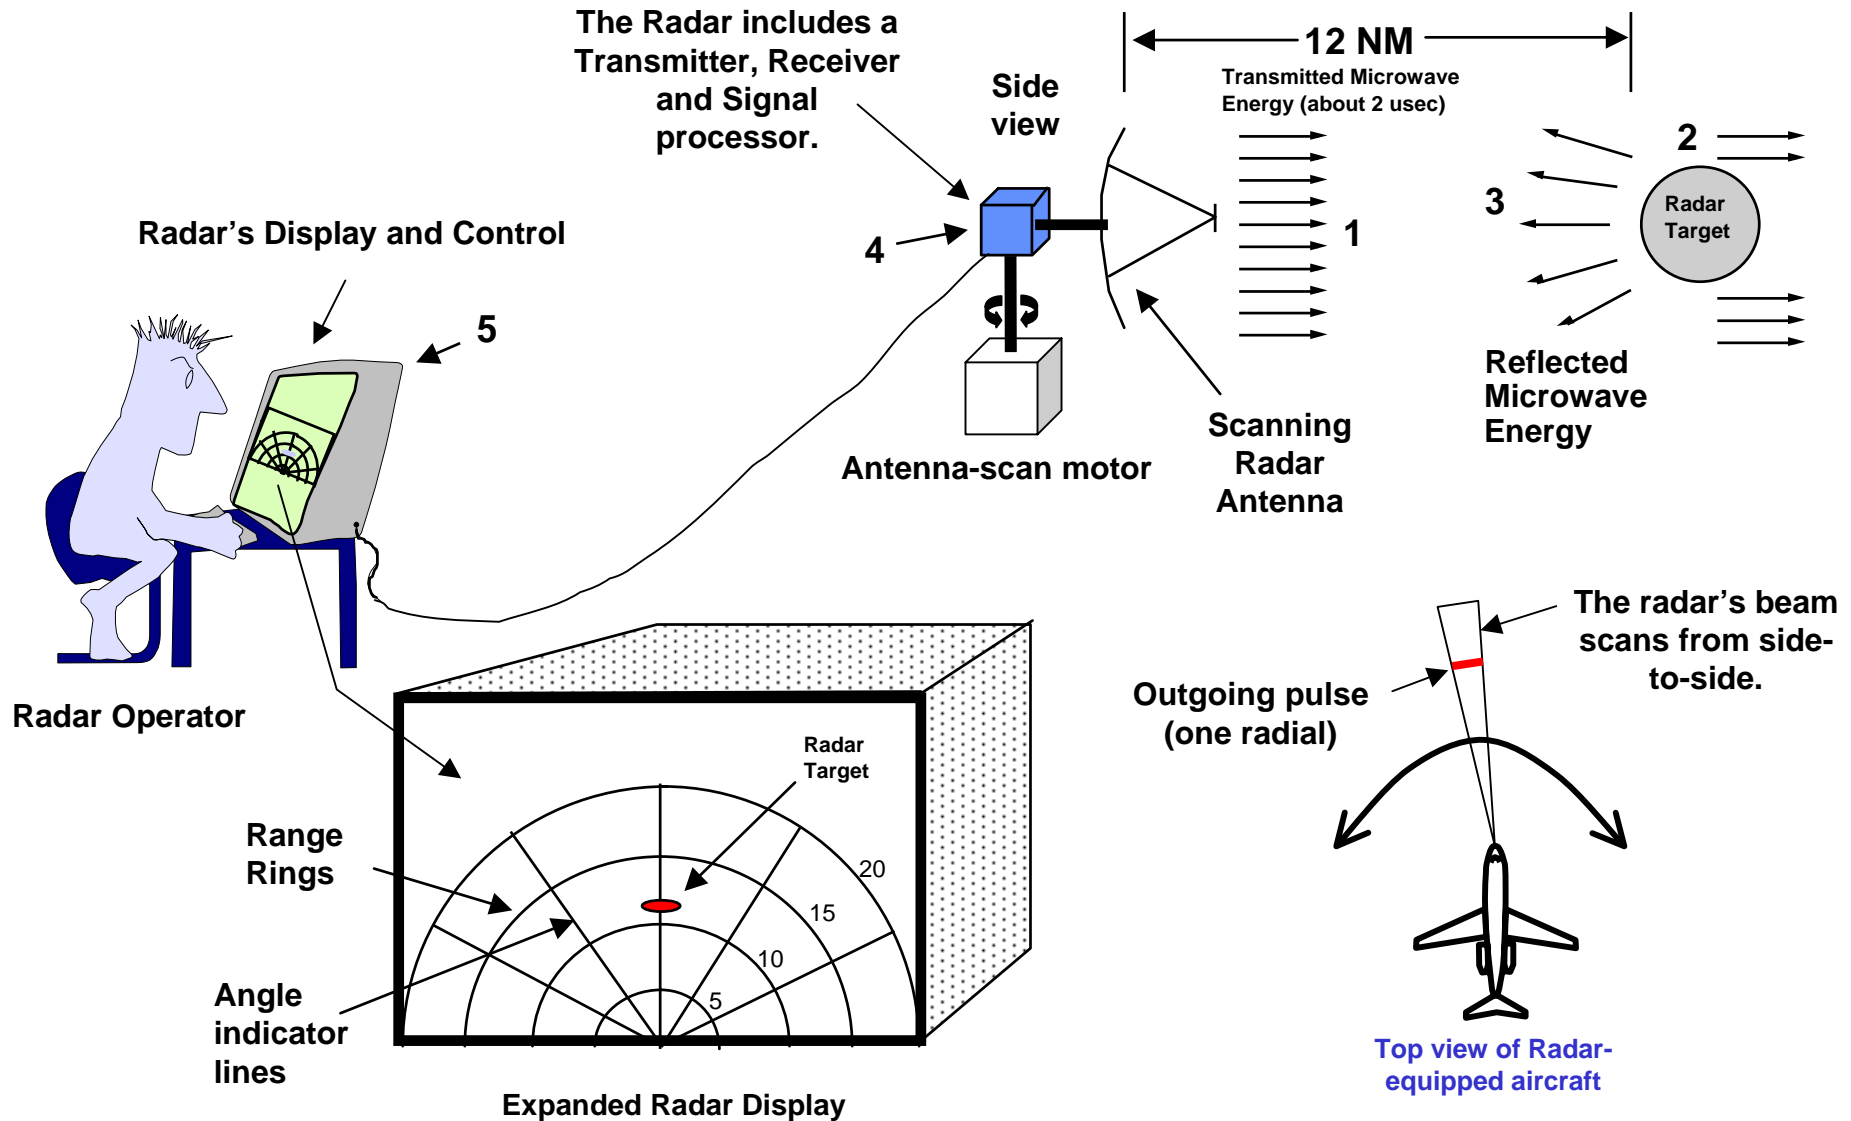 The Radar includes a
Transmitter, Receiver
and Signal
processor.
Side
view
12 NM
Transmitted Microwave
Energy (about 2 usec)
1
2
3
Radar
Target
4
Reflected
Microwave
Energy
Radar’s Display and Control
5
Antenna-scan motor
Scanning
Radar
Antenna
Radar Operator
The radar’s beam
scans from side-
to-side.
Outgoing pulse
(one radial)
Radar
Target
Range
Rings
20
15
10
5
Angle
indicator
lines
Expanded Radar Display
Top view of Radar-
equipped aircraft